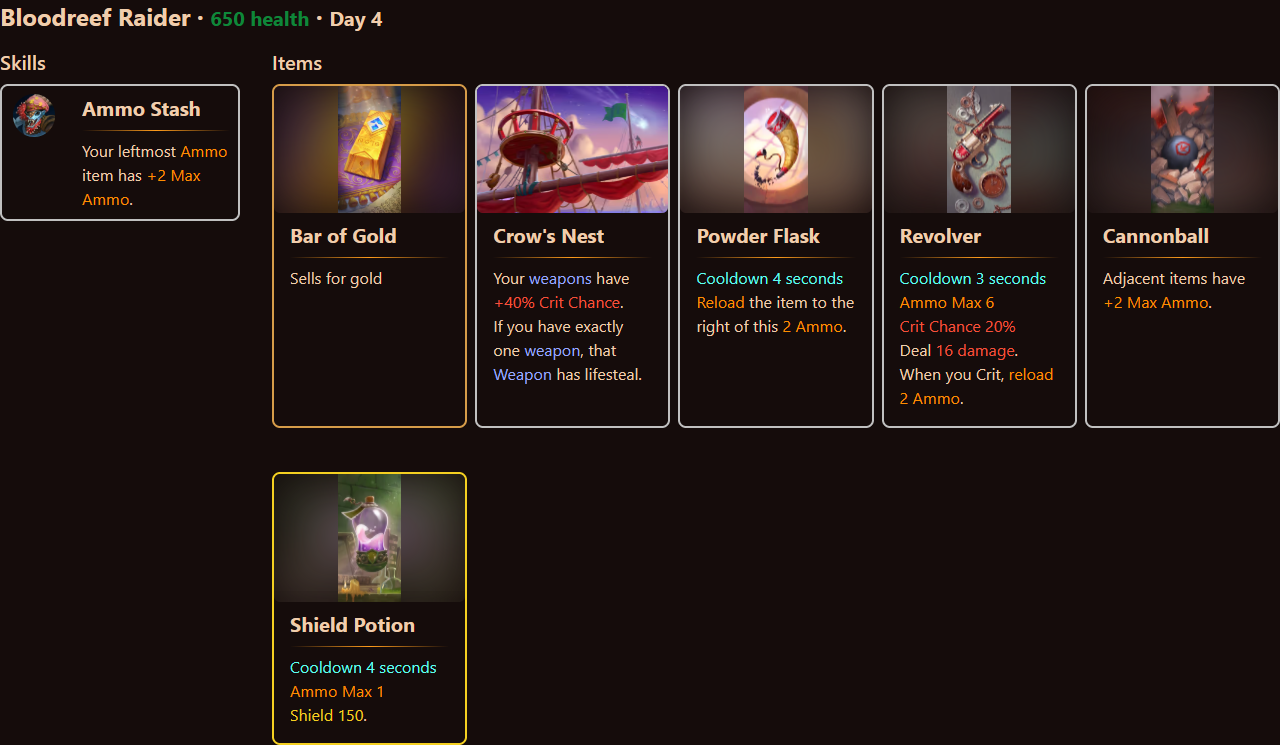 Bloodreef Raider · 650 health · Day 4
Skills
Ammo Stash
Your leftmost Ammo
item has +2 Max
Ammo.
Items
Bar of Gold
Sells for gold
Crow's Nest
Your weapons have
+40% Crit Chance.
If you have exactly
one weapon, that
Weapon has lifesteal.
Powder Flask
Cooldown 4 seconds
Reload the item to the
right of this 2 Ammo.
Revolver
Cooldown 3 seconds
Ammo Max 6
Crit Chance 20%
Deal 16 damage.
When you Crit, reload
2 Ammo.
Cannonball
Adjacent items have
+2 Max Ammo.
Shield Potion
Cooldown 4 seconds
Ammo Max 1
Shield 150.